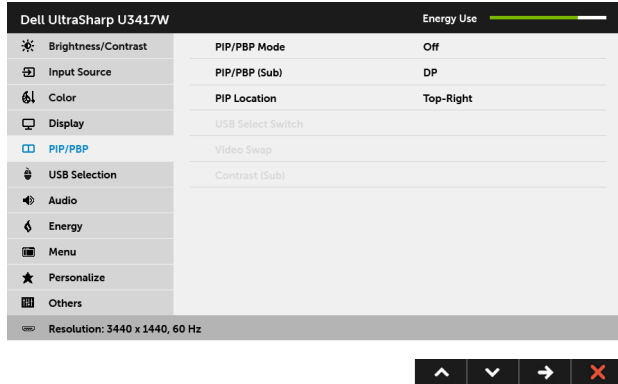 Dell UltraSharp U3417W Energy Use
Brightness/Contrast PIP/PBP Mode Off
Input Source PIP/PBP (Sub) DP
Color PIP Location Top-Right
Display USB Select Switch
PIP/PBP Video Swap
USB Selection Contrast (Sub)
Audio
Energy
Menu
Personalize
Others
Resolution: 3440 x 1440, 60 Hz